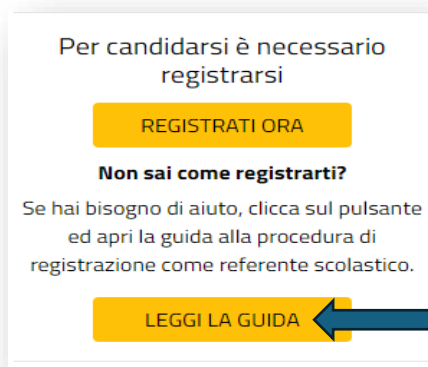 Per candidarsi è necessario
registrarsi
REGISTRATI ORA
Non sai come registrarti?
Se hai bisogno di aiuto, clicca sul pulsante
ed apri la guida alla procedura di
registrazione come referente scolastico.
LEGGI LA GUIDA